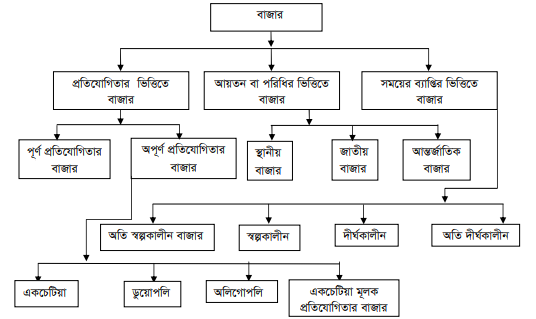 বাজার
প্রতিযোগিতার ভিত্তিতে
বাজার
আয়তন বা পরিধির ভিত্তিতে
বাজার
সময়ের ব্যাপ্তির ভিত্তিতে
বাজার
পূর্ণ প্রতিযোগিতার
বাজার
অপূর্ণ প্রতিযোগিতার
বাজার
স্থানীয়
বাজার
জাতীয়
বাজার
আন্তর্জাতিক
বাজার
অতি স্বল্পকালীন বাজার
স্বল্পকালীন
দীর্ঘকালীন
অতি দীর্ঘকালীন
একচেটিয়া
ডুয়োপলি
অলিগোপলি
একচেটিয়া মূলক
প্রতিযোগিতার বাজার